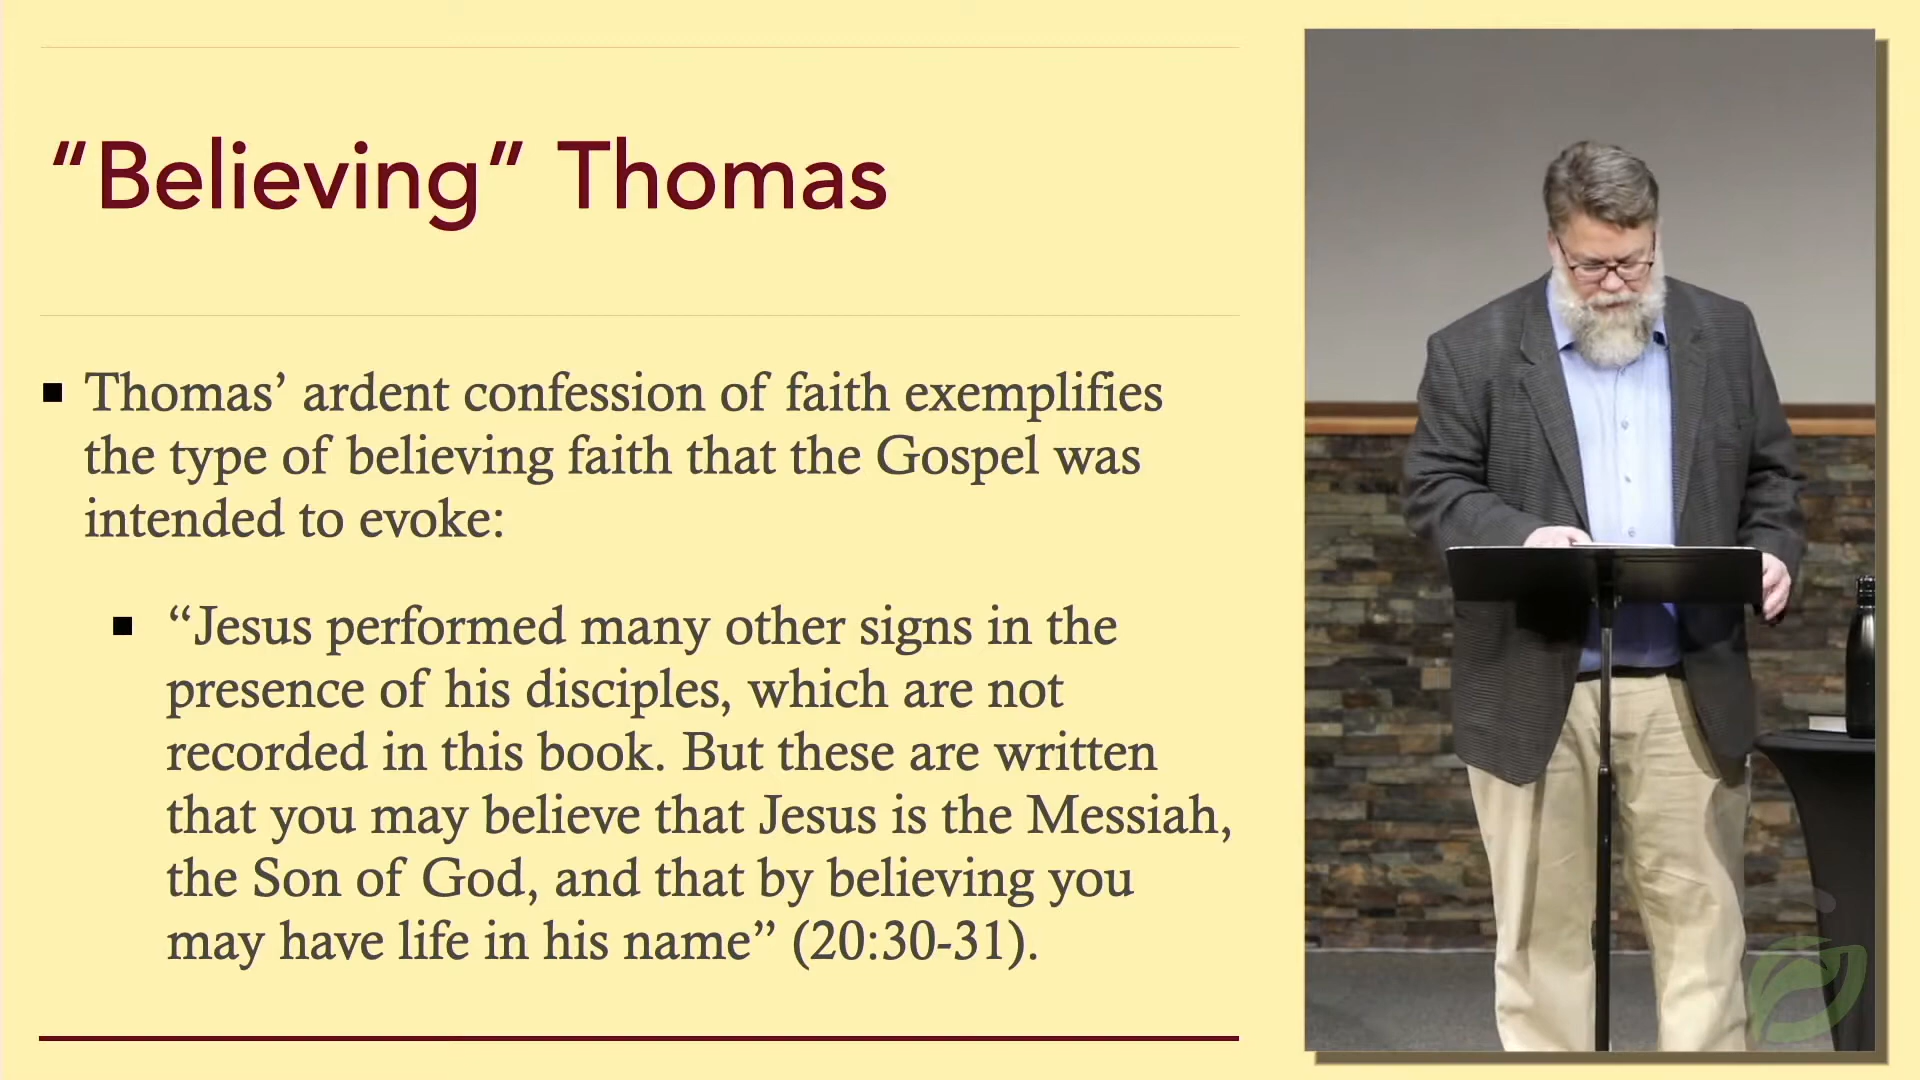 “Believing” Thomas
Thomas’ ardent confession of faith exemplifies
the type of believing faith that the Gospel was
intended to evoke:
“Jesus performed many other signs in the
presence of his disciples, which are not
recorded in this book. But these are written
that you may believe that Jesus is the Messiah,
the Son of God, and that by believing you
may have life in his name” (20:30-31).